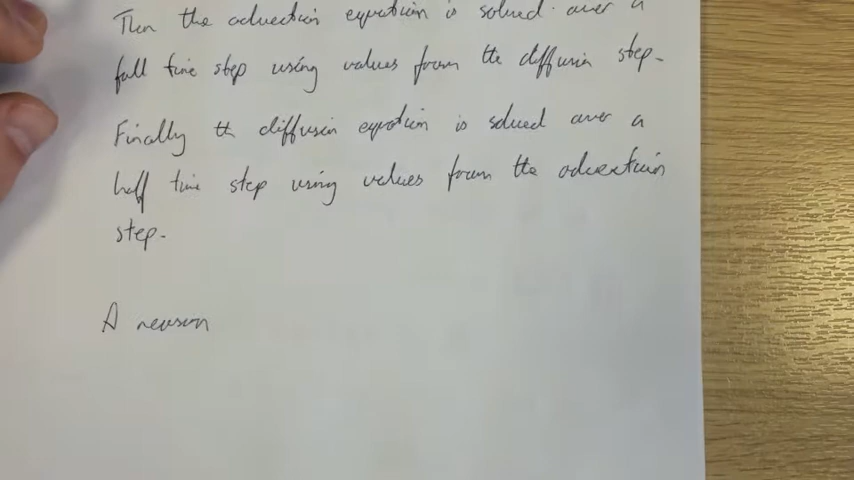 Then the advection equation is solved over a
full time step using values from the diffusion step.
Finally the diffusion equation is solved over a
half time step using values from the advection
step.
A reason